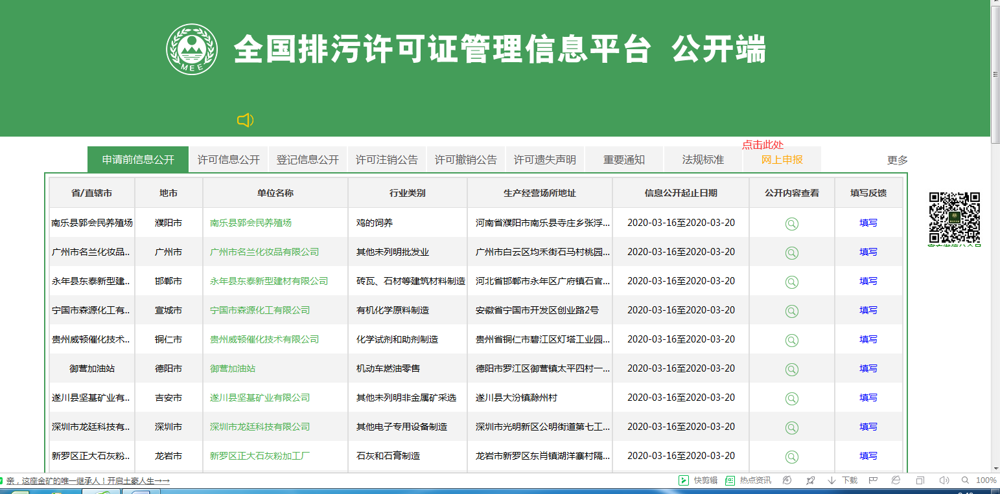 全国排污许可证管理信息平台 公开端
MEE
点击此处
申请前信息公开 许可信息公开 登记信息公开 许可注销公告 许可撤销公告 许可遗失声明 重要通知 法规标准 网上申报 更多
省/直辖市 地市 单位名称 行业类别 生产经营场所地址 信息公开起止日期 公开内容查看 填写反馈
南乐县郭会民养殖场 濮阳市 南乐县郭会民养殖场 鸡的饲养 河南省濮阳市南乐县寺庄乡张浮... 2020-03-16至2020-03-20 填写
广州市名兰化妆品.. 广州市 广州市名兰化妆品有限公司 其他未列明批发业 广州市白云区均禾街石马村桃园... 2020-03-16至2020-03-20 填写
永年县东泰新型建.. 邯郸市 永年县东泰新型建材有限公司 砖瓦、石材等建筑材料制造 河北省邯郸市永年区广府镇石官... 2020-03-16至2020-03-20 填写
宁国市森源化工有.. 宣城市 宁国市森源化工有限公司 有机化学原料制造 安徽省宁国市开发区创业路2号 2020-03-16至2020-03-20 填写
贵州威顿催化技术.. 铜仁市 贵州威顿催化技术有限公司 化学试剂和助剂制造 贵州省铜仁市碧江区灯塔工业园... 2020-03-16至2020-03-20 填写
御营加油站 德阳市 御营加油站 机动车燃油零售 德阳市罗江区御营镇太平四村一... 2020-03-16至2020-03-20 填写
遂川县坚基矿业有.. 吉安市 遂川县坚基矿业有限公司 其他未列明非金属矿采选 遂川县大汾镇滁州村 2020-03-16至2020-03-20 填写
深圳市龙廷科技有.. 深圳市 深圳市龙廷科技有限公司 其他电子专用设备制造 深圳市光明新区公明街道第七工... 2020-03-16至2020-03-20 填写
新罗区正大石灰粉.. 龙岩市 新罗区正大石灰粉加工厂 石灰和石膏制造 龙岩市新罗区东肖镇湖洋寨村隔... 2020-03-16至2020-03-20 填写
亲，这座金矿的唯一继承人！开启土豪人生→→ 快剪辑 热点资讯 下载 100%